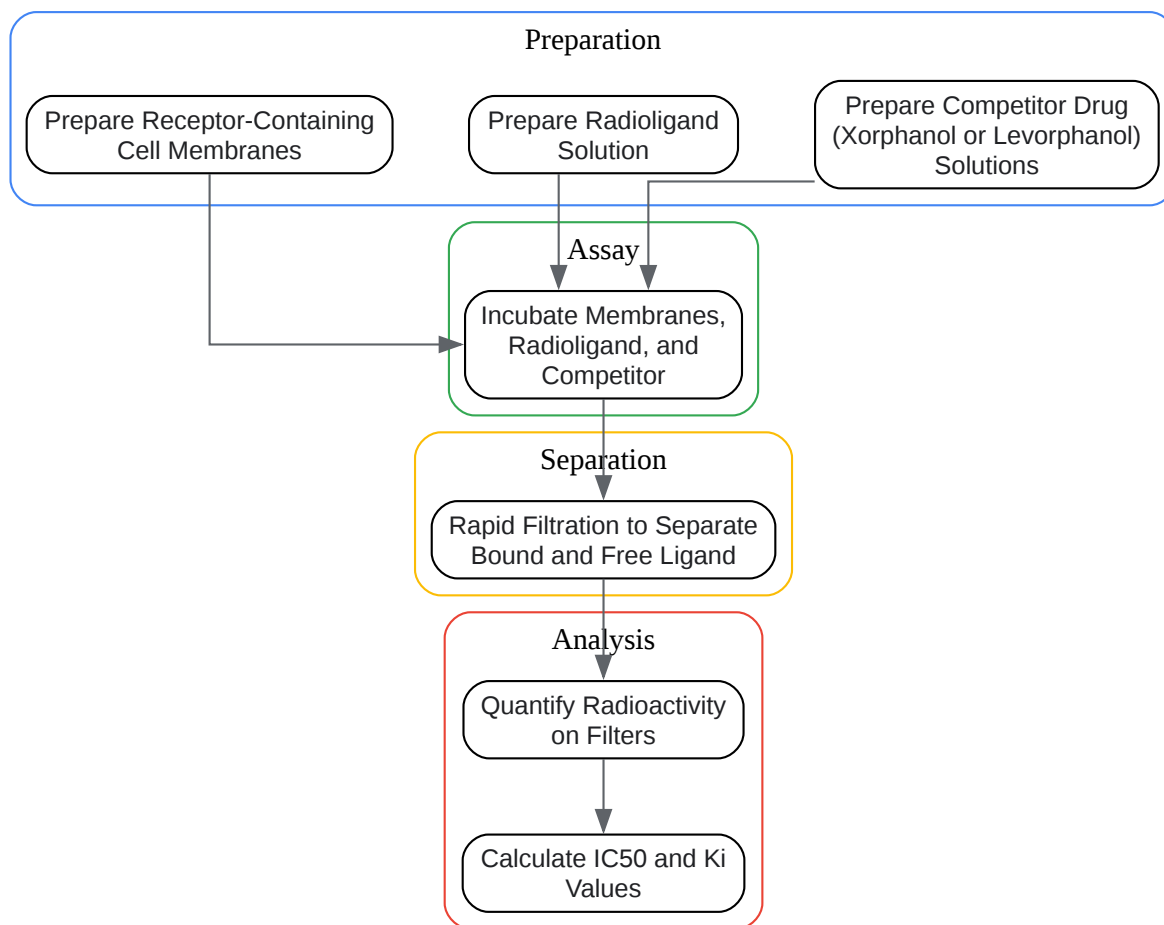 Preparation
Prepare Receptor-Containing
Cell Membranes
Prepare Radioligand
Solution
Prepare Competitor Drug
(Xorphanol or Levorphanol)
Solutions
Assay
Incubate Membranes,
Radioligand, and
Competitor
Separation
Rapid Filtration to Separate
Bound and Free Ligand
Analysis
Quantify Radioactivity
on Filters
Calculate IC50 and Ki
Values